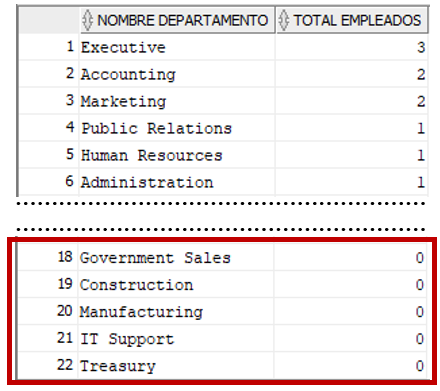 NOMBRE DEPARTAMENTO TOTAL EMPLEADOS
1 Executive 3
2 Accounting 2
3 Marketing 2
4 Public Relations 1
5 Human Resources 1
6 Administration 1
18 Government Sales 0
19 Construction 0
20 Manufacturing 0
21 IT Support 0
22 Treasury 0